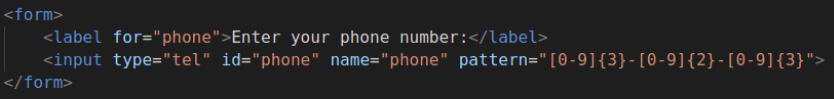 <form>
<label for="phone">Enter your phone number:</label>
<input type="tel" id="phone" name="phone" pattern="[0-9]{3}-[0-9]{2}-[0-9]{3}">
</form>